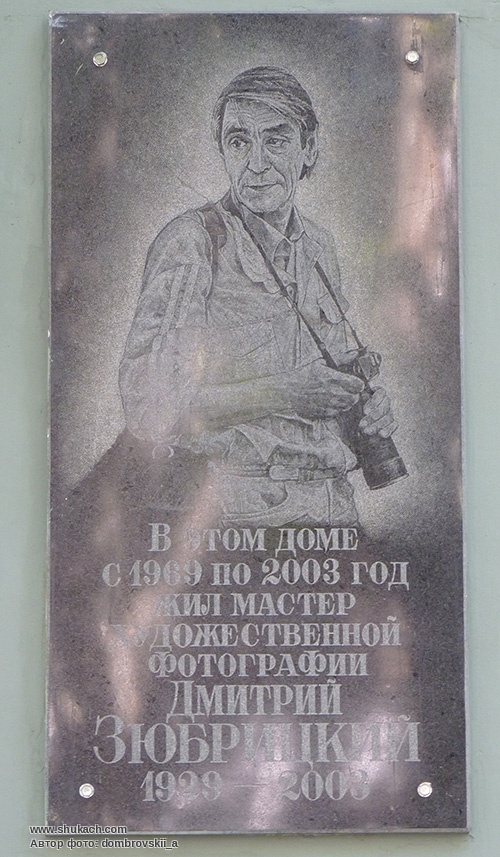 В этом доме
с 1969 по 2003 год
жил мастер
художественной
фотографии
Дмитрий
Зюбрицкий
1939 — 2003
www.shukach.com
Автор фото: dombrovskii_a